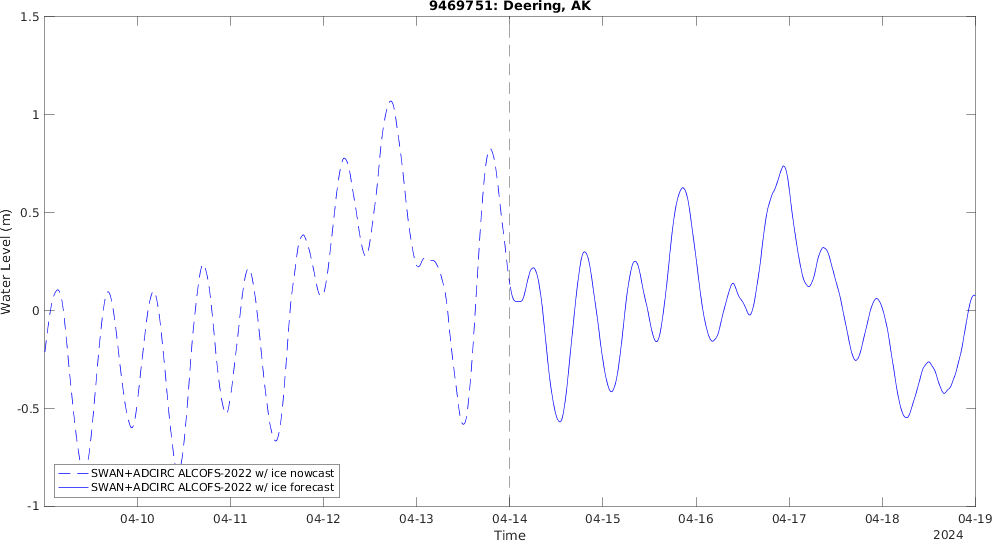 9469751: Deering, AK
1.5
1
0.5
0
-0.5
-1
Water Level (m)
SWAN+ADCIRC ALCOFS-2022 w/ ice nowcast
SWAN+ADCIRC ALCOFS-2022 w/ ice forecast
04-10 04-11 04-12 04-13 04-14 04-15 04-16 04-17 04-18 04-19
Time
2024